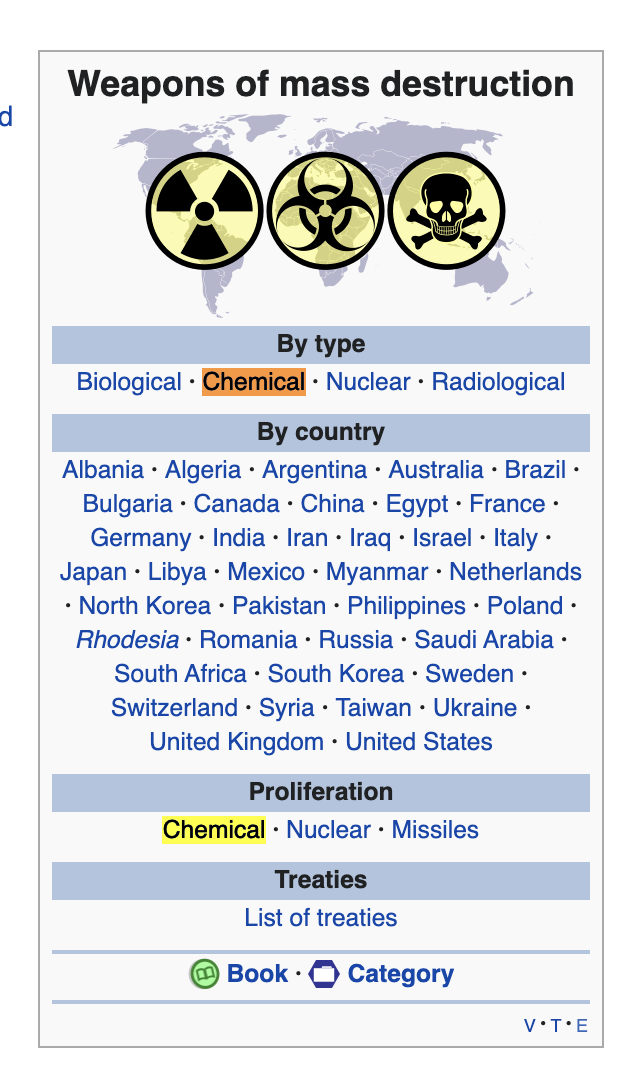 Weapons of mass destruction
d
By type
Biological · Chemical · Nuclear · Radiological
By country
Albania · Algeria · Argentina · Australia · Brazil ·
Bulgaria · Canada · China · Egypt · France ·
Germany · India · Iran · Iraq · Israel · Italy ·
Japan · Libya · Mexico · Myanmar · Netherlands
· North Korea · Pakistan · Philippines · Poland ·
Rhodesia · Romania · Russia · Saudi Arabia ·
South Africa · South Korea · Sweden ·
Switzerland · Syria · Taiwan · Ukraine ·
United Kingdom · United States
Proliferation
Chemical · Nuclear · Missiles
Treaties
List of treaties
Book · Category
V · T · E